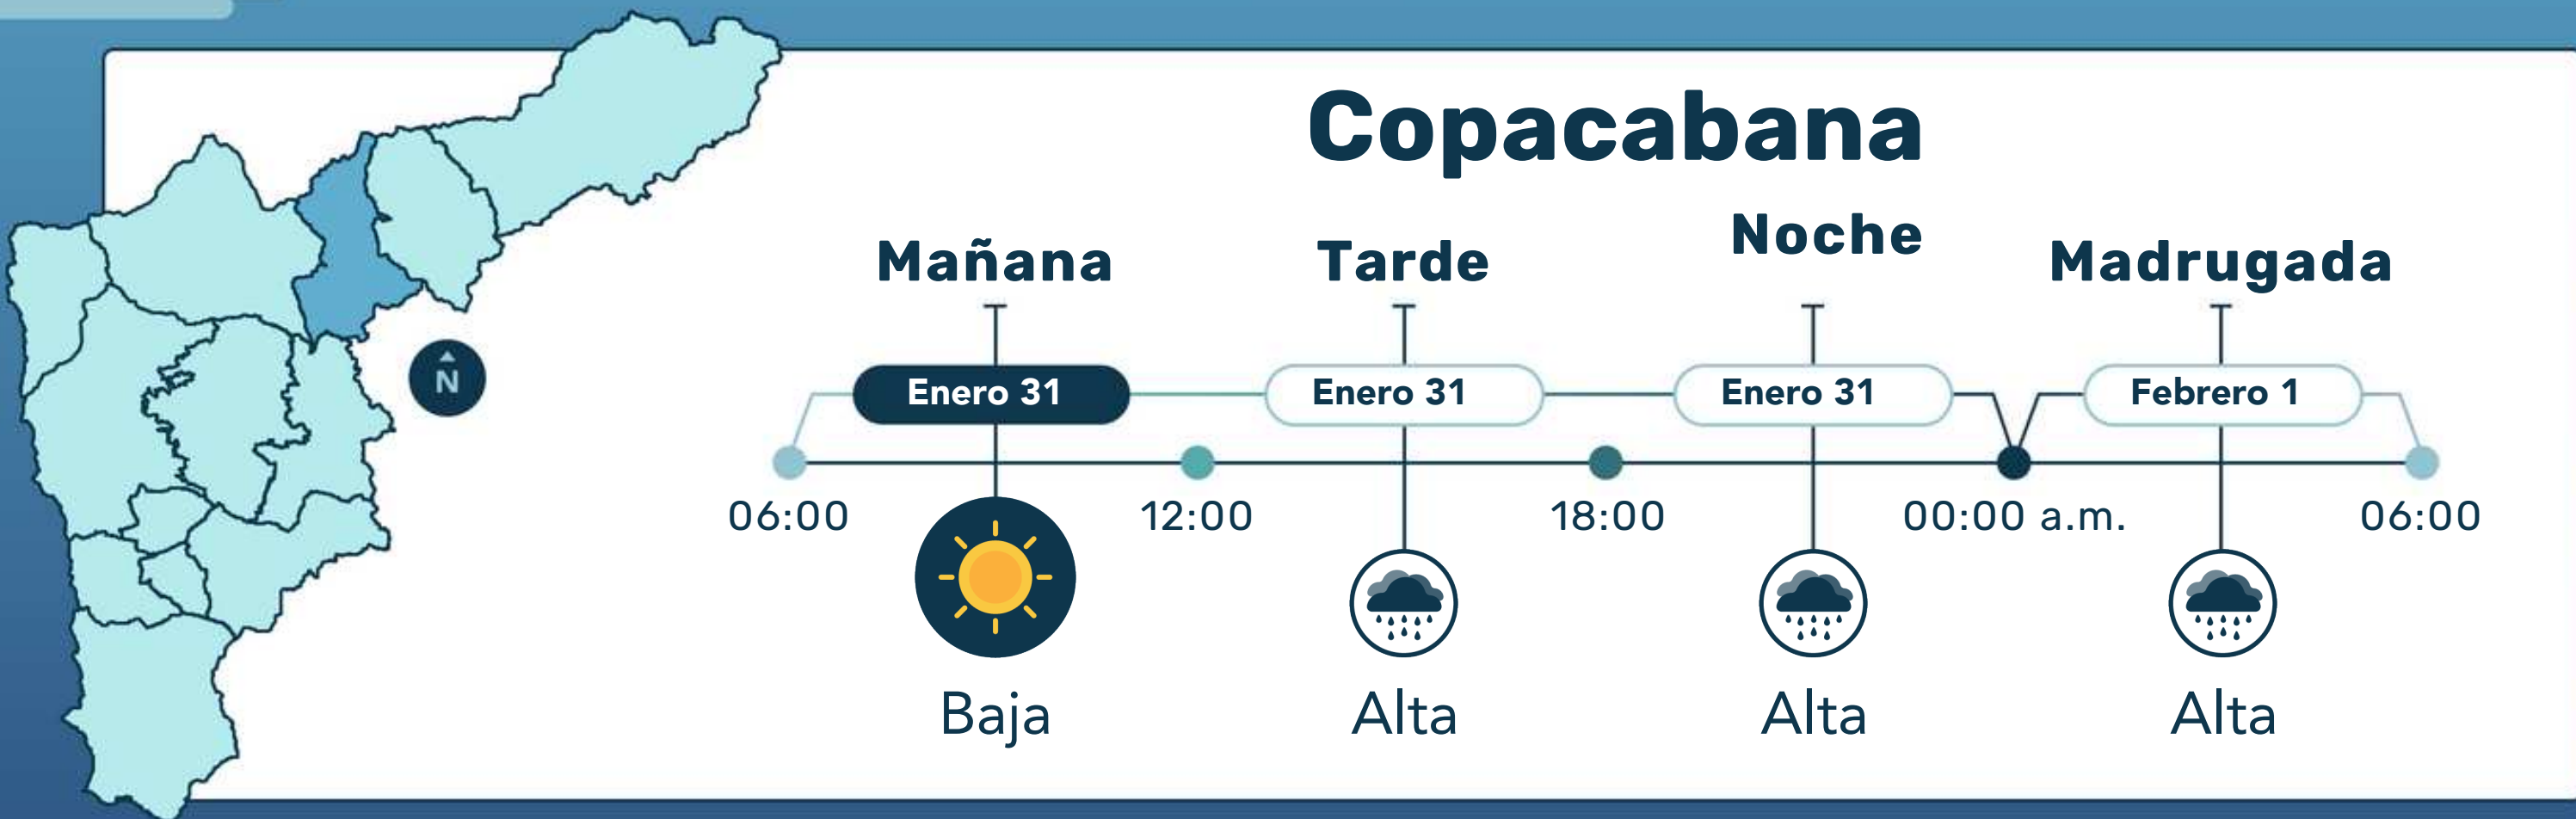 Copacabana
Mañana
Tarde
Noche
Madrugada
N
Enero 31
Enero 31
Enero 31
Febrero 1
06:00
12:00
18:00
00:00 a.m.
06:00
Baja
Alta
Alta
Alta